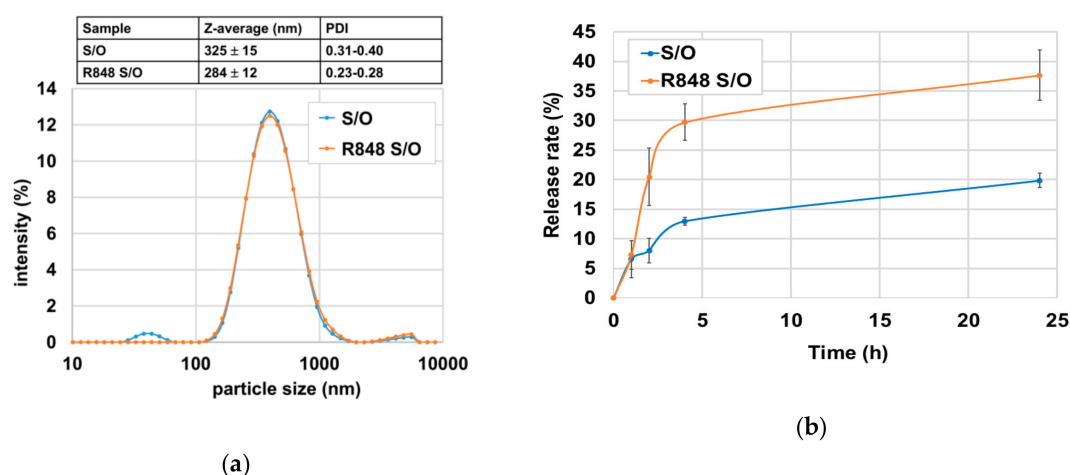 Sample Z-average (nm) PDI
S/O 325 ± 15 0.31-0.40
R848 S/O 284 ± 12 0.23-0.28
intensity (%)
14
12
10
8
6
4
2
0
S/O
R848 S/O
10 100 1000 10000
particle size (nm)
(a)
Release rate (%)
45
40
35
30
25
20
15
10
5
0
S/O
R848 S/O
0 5 10 15 20 25
Time (h)
(b)